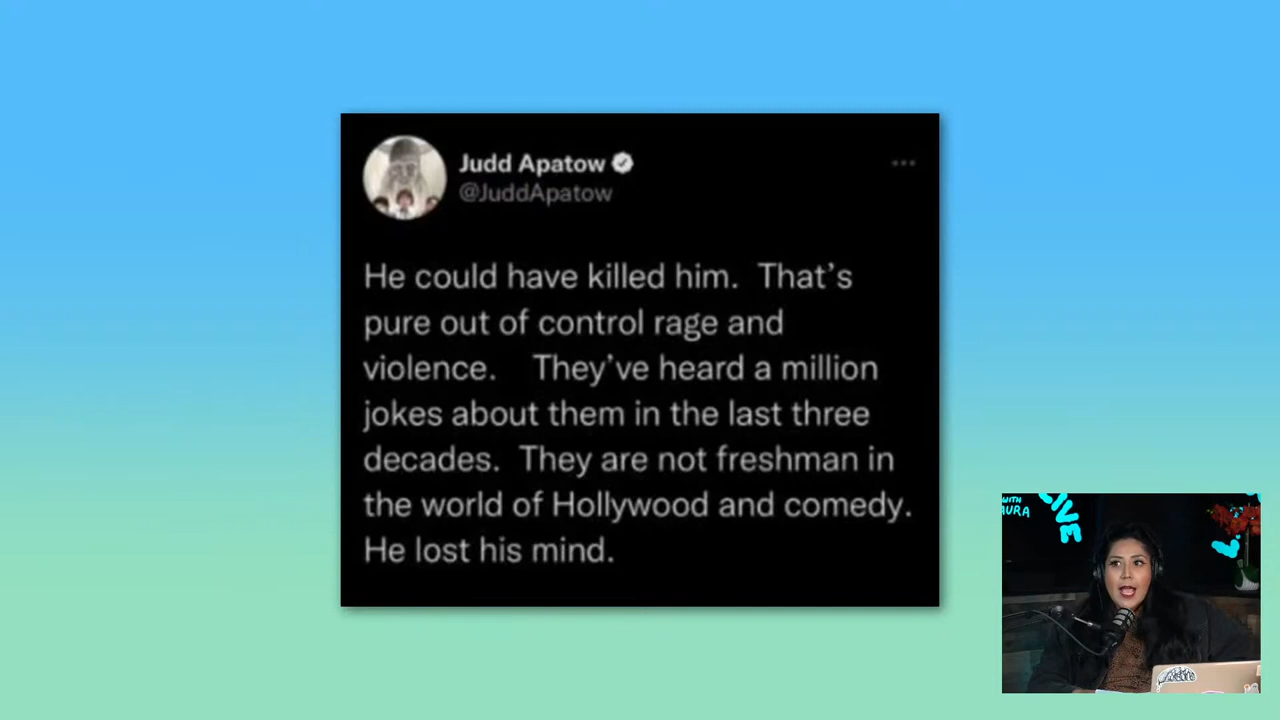 Judd Apatow
@JuddApatow
He could have killed him. That's
pure out of control rage and
violence. They've heard a million
jokes about them in the last three
decades. They are not freshman in
the world of Hollywood and comedy.
He lost his mind.
WITH
LIVE